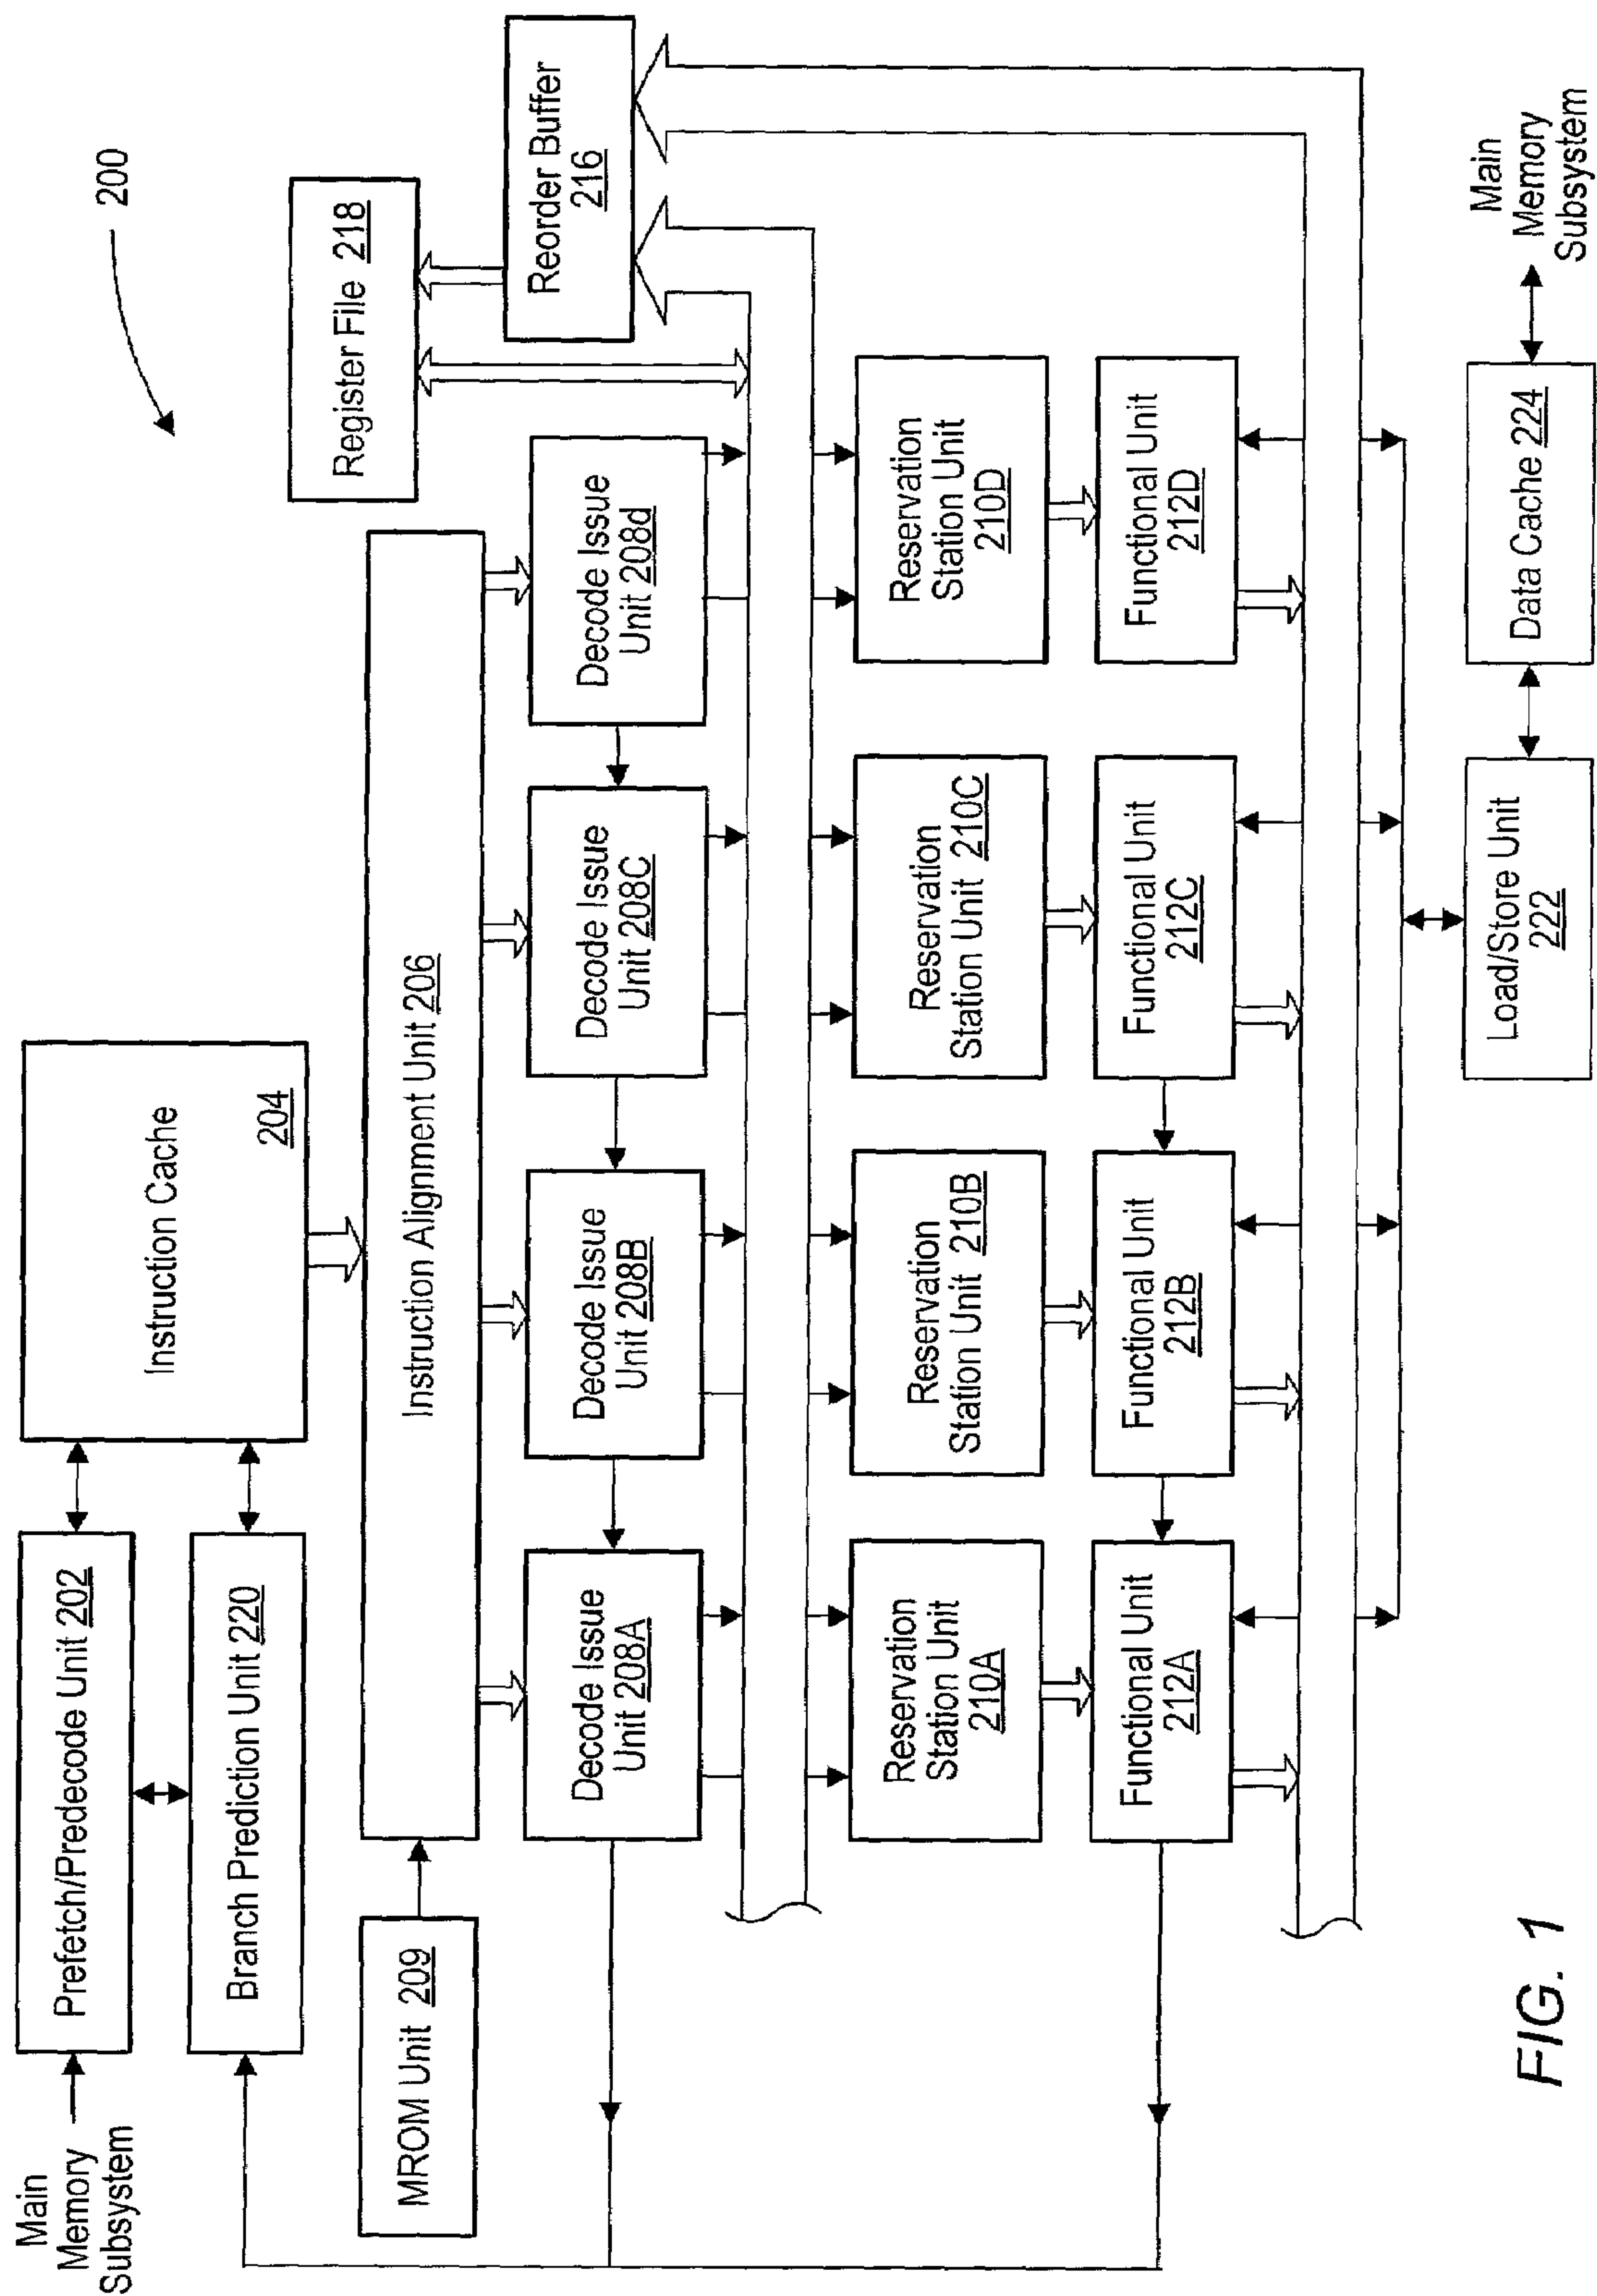 200
Main
Memory
Subsystem
Prefetch/Predecode Unit 202
Instruction Cache
204
Branch Prediction Unit 220
Register File 218
MROM Unit 209
Instruction Alignment Unit 206
Reorder Buffer
216
Decode Issue
Unit 208A
Decode Issue
Unit 208B
Decode Issue
Unit 208C
Decode Issue
Unit 208d
Reservation
Station Unit
210A
Reservation
Station Unit 210B
Reservation
Station Unit 210C
Reservation
Station Unit
210D
Functional Unit
212A
Functional Unit
212B
Functional Unit
212C
Functional Unit
212D
Load/Store Unit
222
Data Cache 224
Main
Memory
Subsystem
FIG. 1